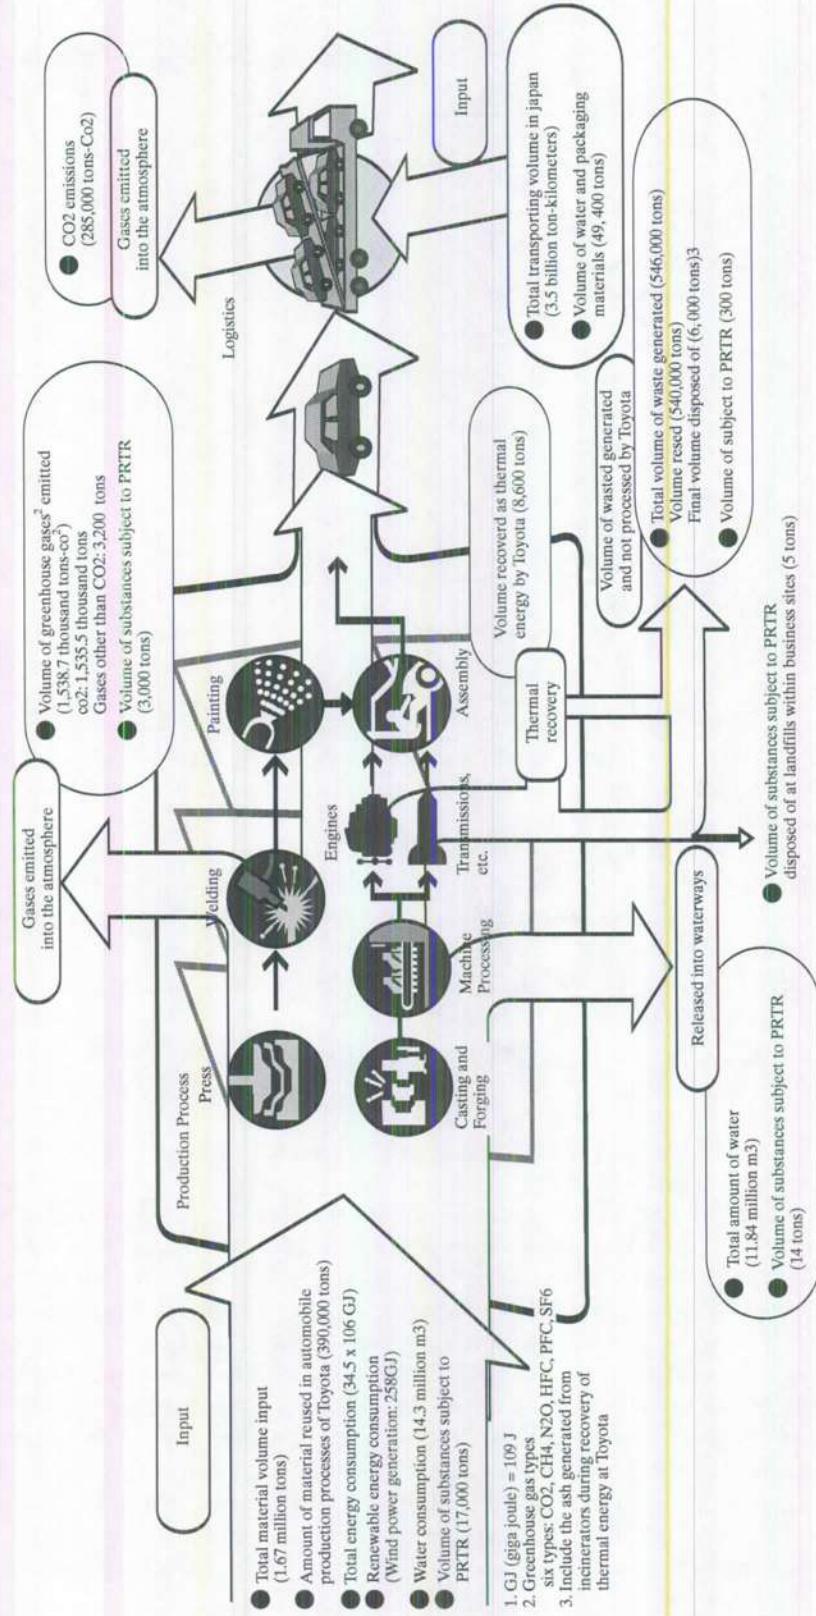 Input
● Total material volume input
(1.67 million tons)
● Amount of material reused in automobile
production processes of Toyota (390,000 tons)
● Total energy consumption (34.5 x 106 GJ)
● Renewable energy consumption
(Wind power generation: 258GJ)
● Water consumption (14.3 million m3)
● Volume of substances subject to
PRTR (17,000 tons)
1. GJ (giga joule) = 109 J
2. Greenhouse gas types
six types: CO2, CH4, N2O, HFC, PFC, SF6
3. Include the ash generated from
incinerators during recovery of
thermal energy at Toyota
Production Process
Press
Welding
Painting
Casting and
Forging
Machine
Processing
Engines
Transmissions,
etc.
Assembly
Gases emitted
into the atmosphere
● Volume of greenhouse gases² emitted
(1,538.7 thousand tons-co²)
co2: 1,535.5 thousand tons
Gases other than CO2: 3,200 tons
● Volume of substances subject to PRTR
(3,000 tons)
Logistics
● CO2 emissions
(285,000 tons-Co2)
Gases emitted
into the atmosphere
Input
● Total transporting volume in japan
(3.5 billion ton-kilometers)
● Volume of water and packaging
materials (49,400 tons)
Volume recoverd as thermal
energy by Toyota (8,600 tons)
Thermal
recovery
Volume of wasted generated
and not processed by Toyota
● Total volume of waste generated (546,000 tons)
Volume resed (540,000 tons)
Final volume disposed of (6,000 tons)3
● Volume of subject to PRTR (300 tons)
● Volume of substances subject to PRTR
disposed of at landfills within business sites (5 tons)
Released into waterways
● Total amount of water
(11.84 million m3)
● Volume of substances subject to PRTR
(14 tons)